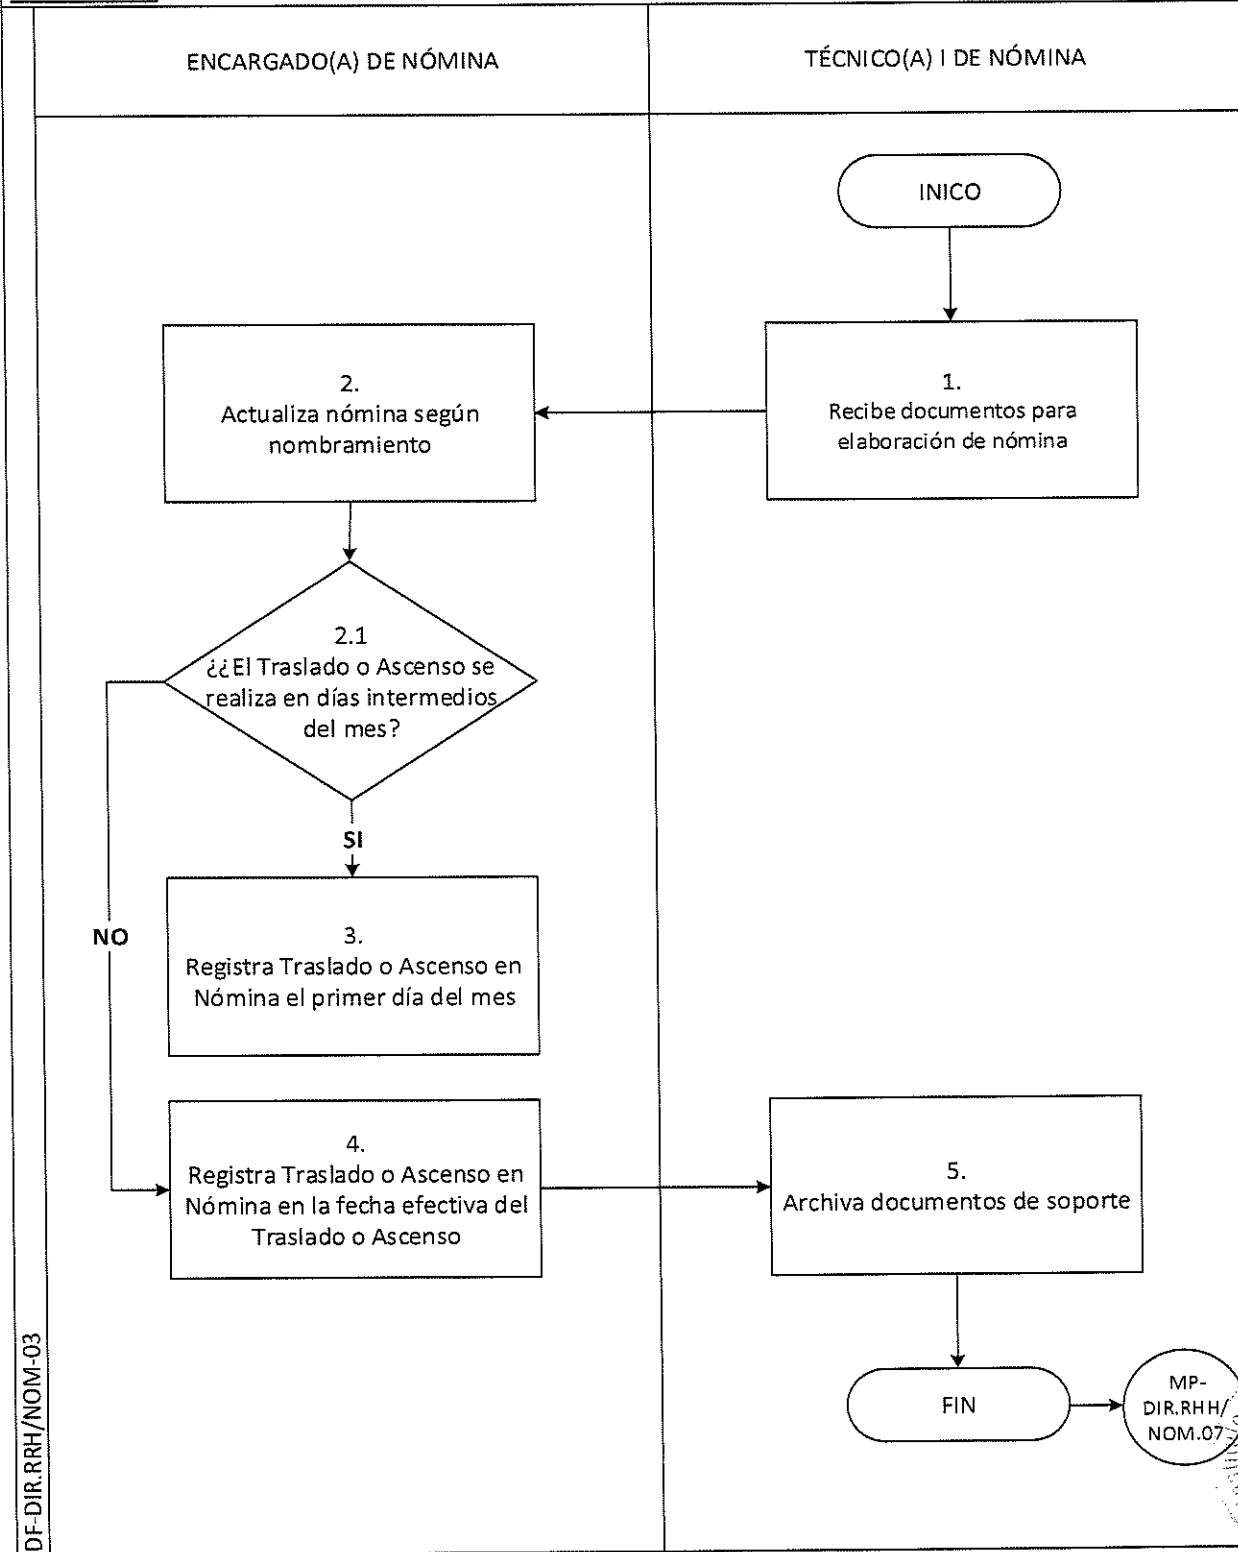 ENCARGADO(A) DE NÓMINA
TÉCNICO(A) I DE NÓMINA
INICO
1.
Recibe documentos para
elaboración de nómina
2.
Actualiza nómina según
nombramiento
2.1
¿¿El Traslado o Ascenso se
realiza en días intermedios
del mes?
SI
NO
3.
Registra Traslado o Ascenso en
Nómina el primer día del mes
4.
Registra Traslado o Ascenso en
Nómina en la fecha efectiva del
Traslado o Ascenso
5.
Archiva documentos de soporte
FIN
MP-
DIR.RHH/
NOM.07
DF-DIR.RRH/NOM-03